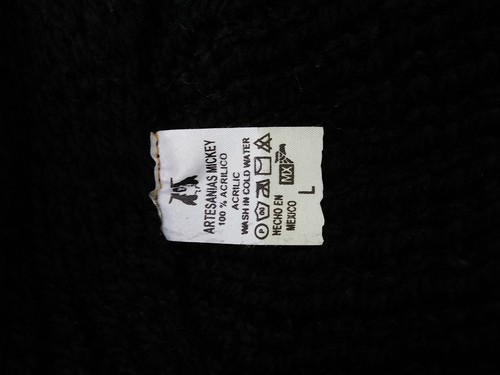 ARTESANIAS MICKEY
100 % ACRILICO
ACRILIC
WASH IN COLD WATER
HECHO EN MX
MEXICO
L